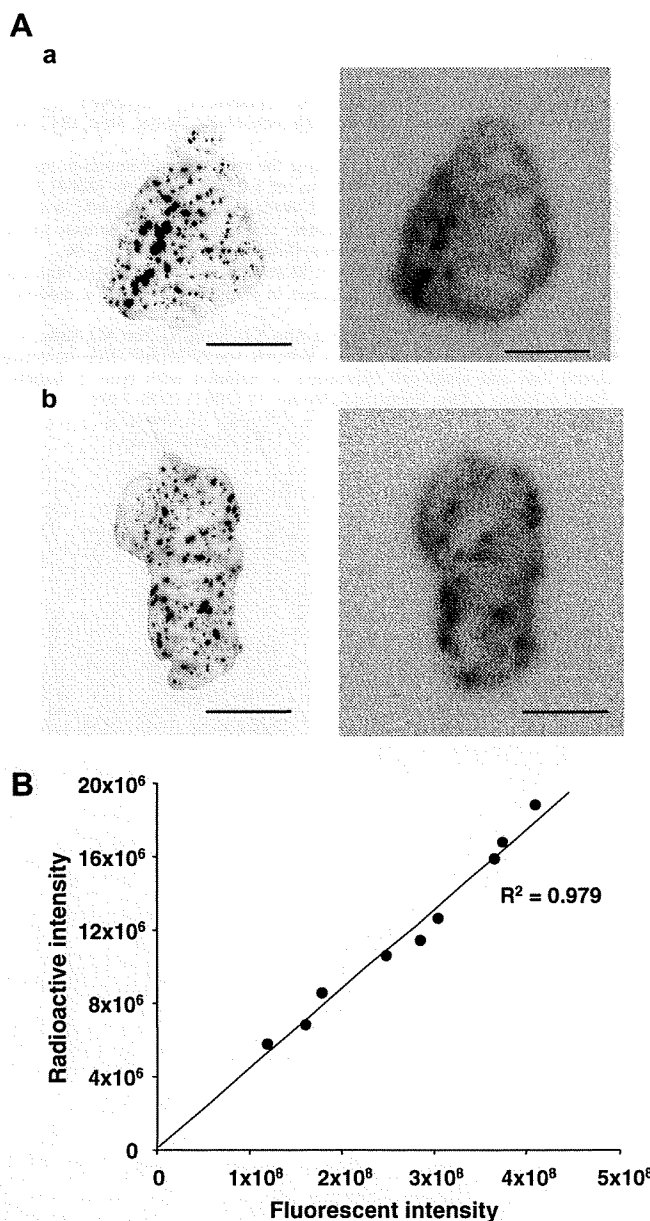 A
a
b
B
20x10⁶
16x10⁶
12x10⁶
8x10⁶
4x10⁶
0
Radioactive intensity
R² = 0.979
0 1x10⁸ 2x10⁸ 3x10⁸ 4x10⁸ 5x10⁸
Fluorescent intensity